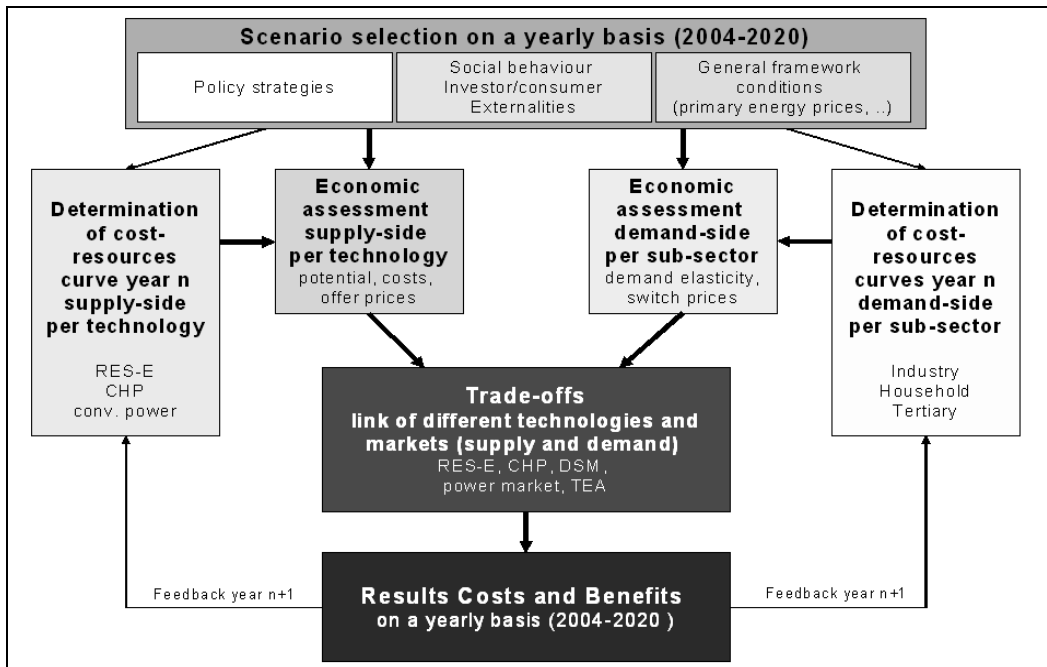 Scenario selection on a yearly basis (2004-2020)
Policy strategies
Social behaviour
Investor/consumer
Externalities
General framework
conditions
(primary energy prices, ..)
Determination
of cost-
resources
curve year n
supply-side
per technology
RES-E
CHP
conv. power
Economic
assessment
supply-side
per technology
potential, costs,
offer prices
Economic
assessment
demand-side
per sub-sector
demand elasticity,
switch prices
Determination
of cost-
resources
curves year n
demand-side
per sub-sector
Industry
Household
Tertiary
Trade-offs
link of different technologies and
markets (supply and demand)
RES-E, CHP, DSM,
power market, TEA
Feedback year n+1
Results Costs and Benefits
on a yearly basis (2004-2020 )
Feedback year n+1